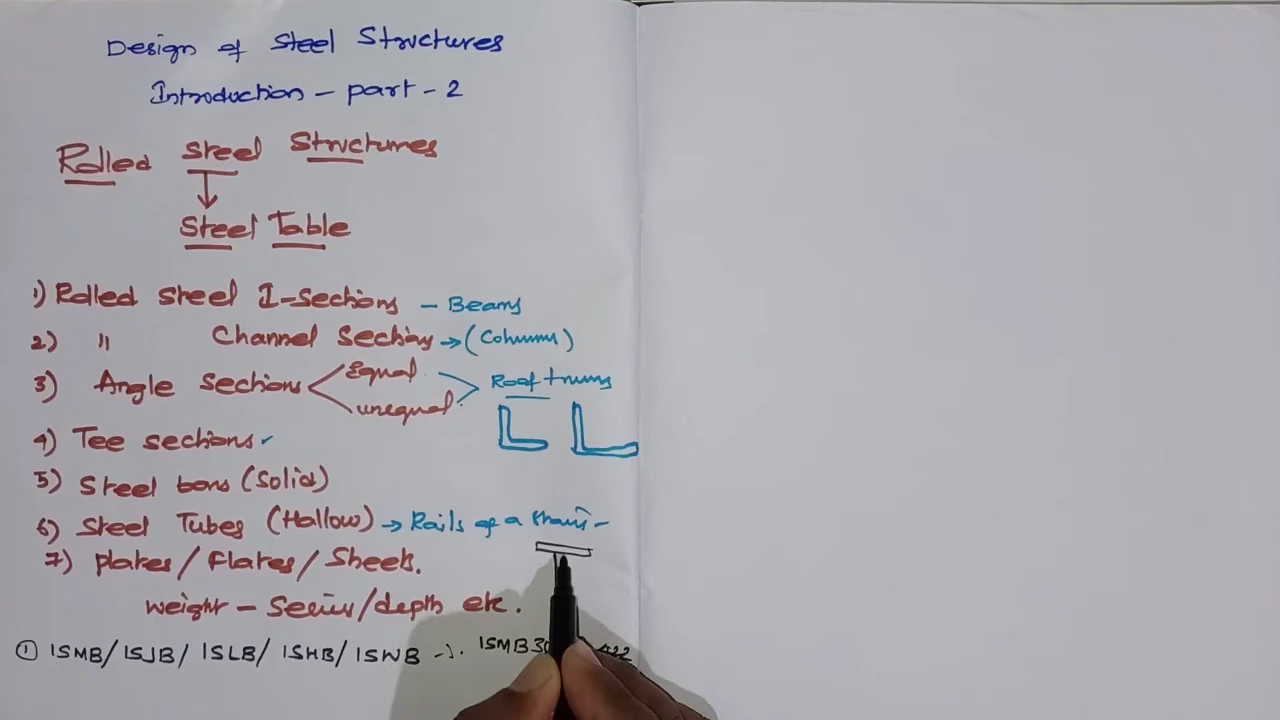 Design of Steel Structures
Introduction - part - 2
Rolled Steel Structures
Steel Table
1) Rolled steel I-sections - Beams
2) " Channel sections → (Columns)
3) Angle sections Equal unequal Roof truss
4) Tee sections
5) Steel bars (Solid)
6) Steel Tubes (Hallow) → Rails of a
7) plates / Flates / Sheets.
weight - Series/depth etc.
① ISMB/ ISJB/ ISLB/ ISHB/ ISWB